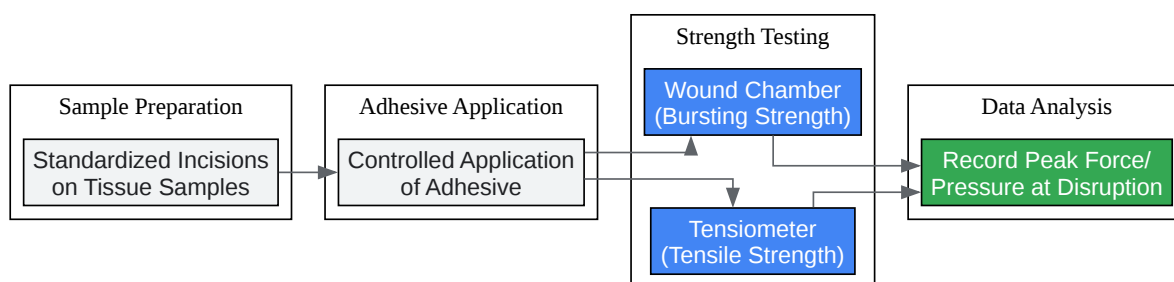 Sample Preparation
Standardized Incisions
on Tissue Samples
Adhesive Application
Controlled Application
of Adhesive
Strength Testing
Wound Chamber
(Bursting Strength)
Tensiometer
(Tensile Strength)
Data Analysis
Record Peak Force/
Pressure at Disruption